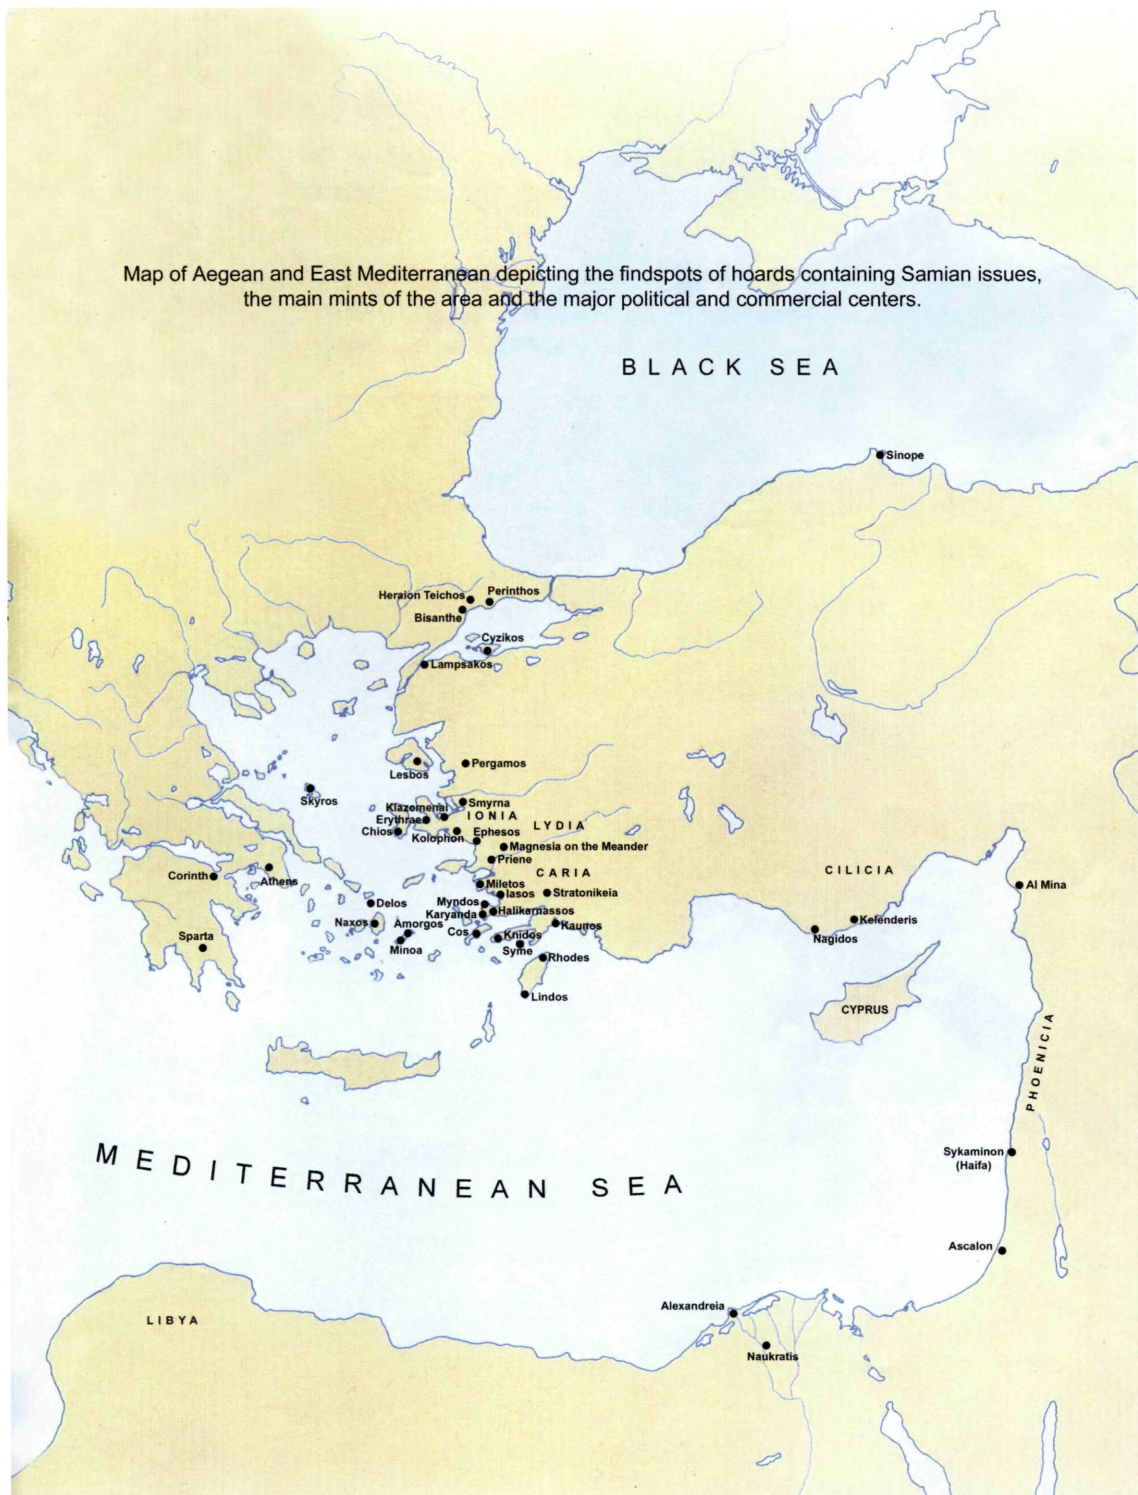 Map of Aegean and East Mediterranean depicting the findspots of hoards containing Samian issues,
the main mints of the area and the major political and commercial centers.
BLACK SEA
Sinope
Heraion Teichos
Perinthos
Bisanthe
Cyzikos
Lampsakos
Lesbos
Pergamos
Skyros
Smyrna
Klazomenai
IONIA
Erythrae
LYDIA
Chios
Kolophon
Ephesos
Magnesia on the Meander
Priene
CARIA
CILICIA
Corinth
Athens
Miletos
Al Mina
Iasos
Stratonikeia
Delos
Myndos
Halikarnassos
Karyanda
Naxos
Amorgos
Kaunos
Kelenderis
Cos
Knidos
Nagidos
Sparta
Minoa
Syme
Rhodes
Lindos
CYPRUS
PHOENICIA
MEDITERRANEAN SEA
Sykaminon
(Haifa)
Ascalon
Alexandreia
LIBYA
Naukratis